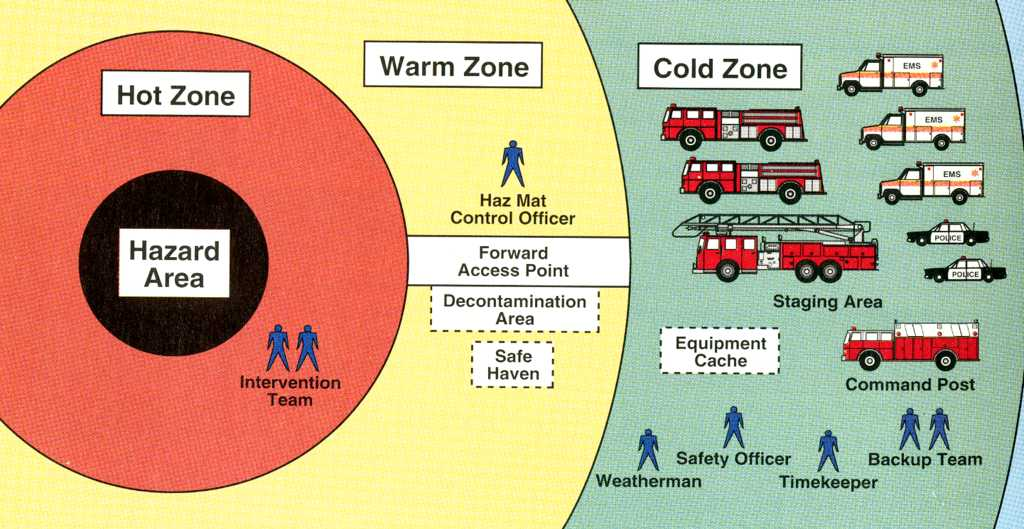 Hot Zone
Warm Zone
Cold Zone
EMS
EMS
EMS
POLICE
POLICE
Haz Mat
Control Officer
Hazard
Area
Forward
Access Point
Decontamination
Area
Safe
Haven
Staging Area
Equipment
Cache
Command Post
Intervention
Team
Weatherman
Safety Officer
Timekeeper
Backup Team